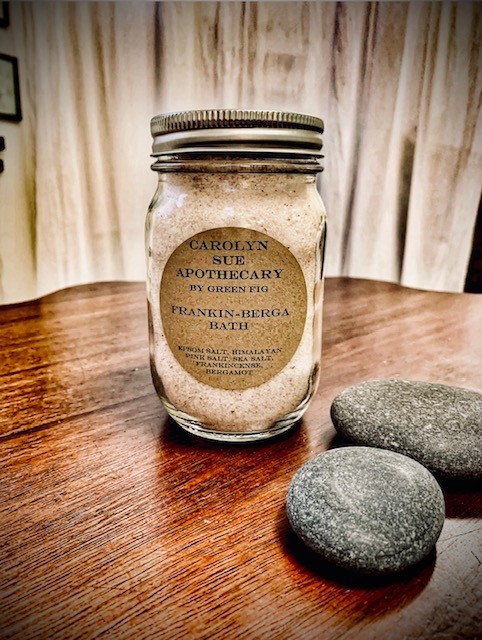 CAROLYN
SUE
APOTHECARY
BY GREEN FIG
FRANKIN-BERGA
BATH
EPSOM SALT, HIMALAYAN
PINK SALT, SEA SALT,
FRANKINCENSE,
BERGAMOT